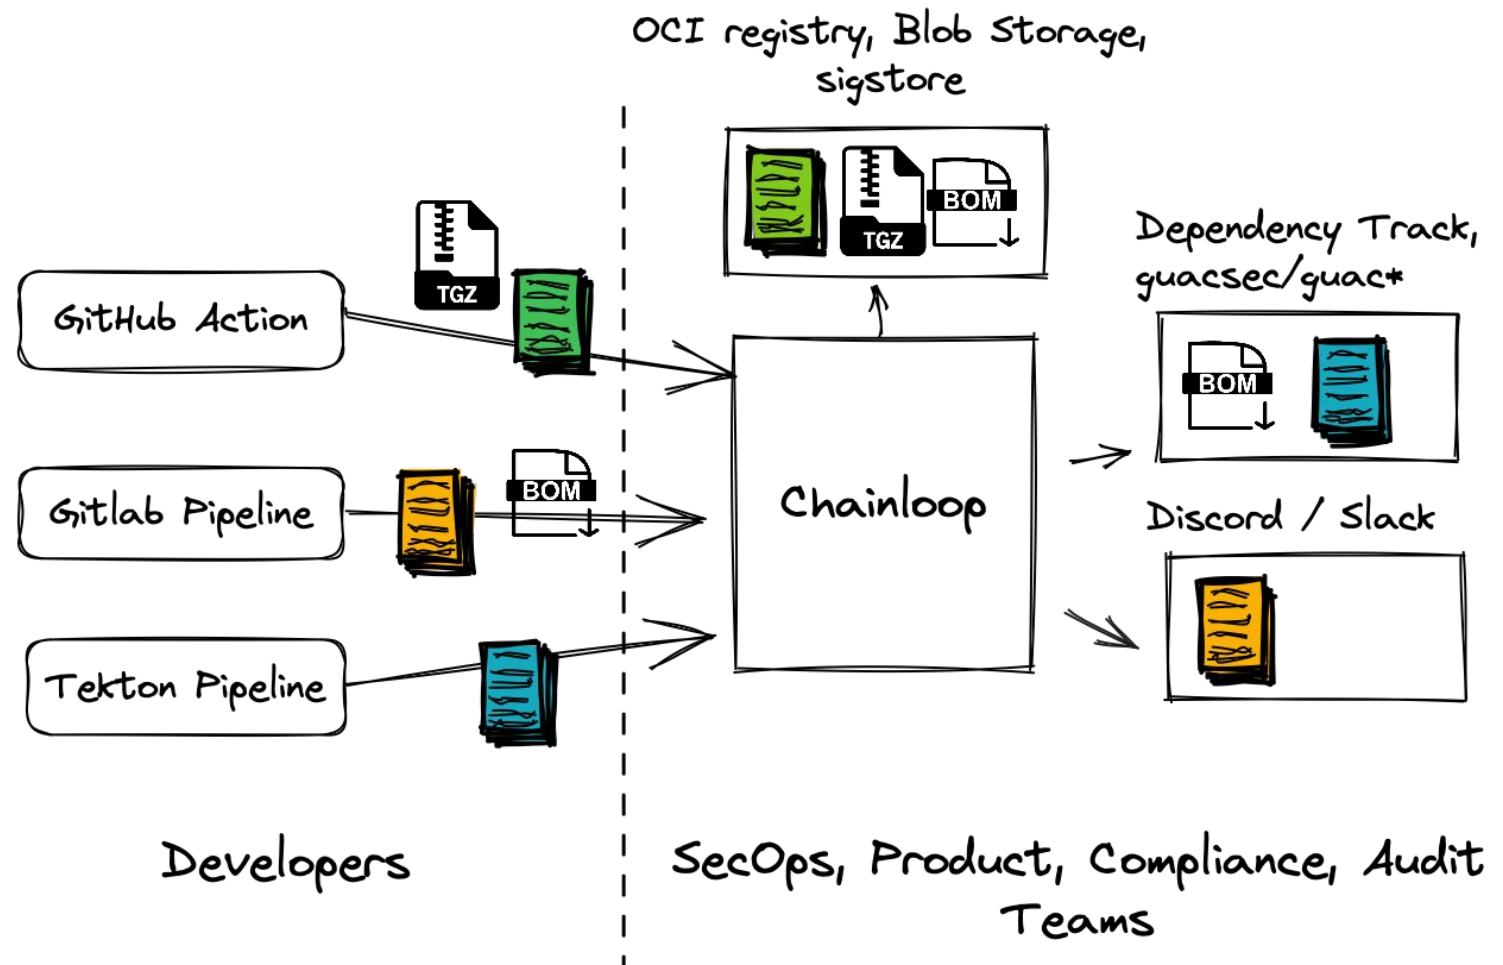 OCI registry, Blob Storage,
sigstore
BOM
TGZ
TGZ
Dependency Track,
guacsec/guac*
GitHub Action
BOM
BOM
Gitlab Pipeline
Chainloop
Discord / Slack
Tekton Pipeline
Developers
SecOps, Product, Compliance, Audit
Teams